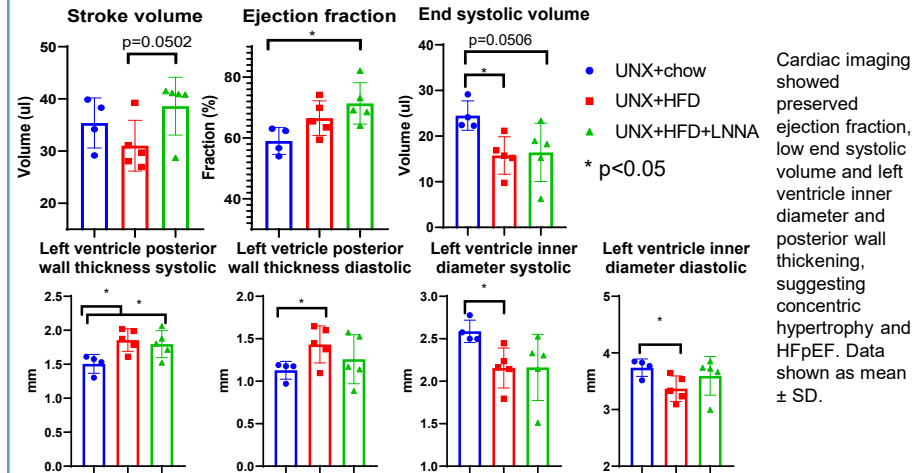 Stroke volume
p=0.0502
Volume (ul)
50
40
30
Ejection fraction
*
Fraction (%)
80
60
40
End systolic volume
p=0.0506
*
Volume (ul)
40
30
20
10
0
UNX+chow
UNX+HFD
UNX+HFD+LNNA
* p<0.05
Cardiac imaging
showed
preserved
ejection fraction,
low end systolic
volume and left
ventricle inner
diameter and
posterior wall
thickening,
suggesting
concentric
hypertrophy and
HFpEF. Data
shown as mean
± SD.
Left ventricle posterior
wall thickness systolic
* *
mm
2.5
2.0
1.5
1.0
0.5
0.0
Left vetricle posterior
wall thickness diastolic
*
mm
2.0
1.5
1.0
0.5
0.0
Left ventricle inner
diameter systolic
*
mm
3.0
2.5
2.0
1.5
1.0
Left ventricle inner
diameter diastolic
*
mm
5
4
3
2